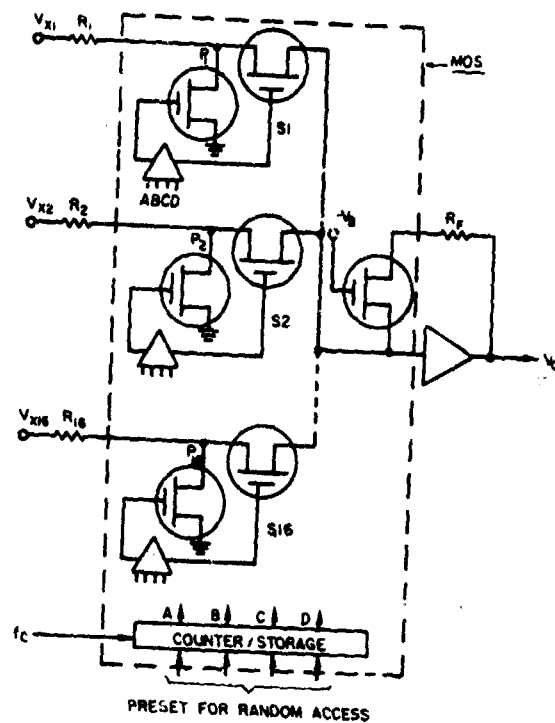 VX1 R1
P
MOS
S1
ABCD
VX2 R2
P2
-VB
RF
S2
VX16 R16
S16
A B C D
fC
COUNTER/STORAGE
PRESET FOR RANDOM ACCESS